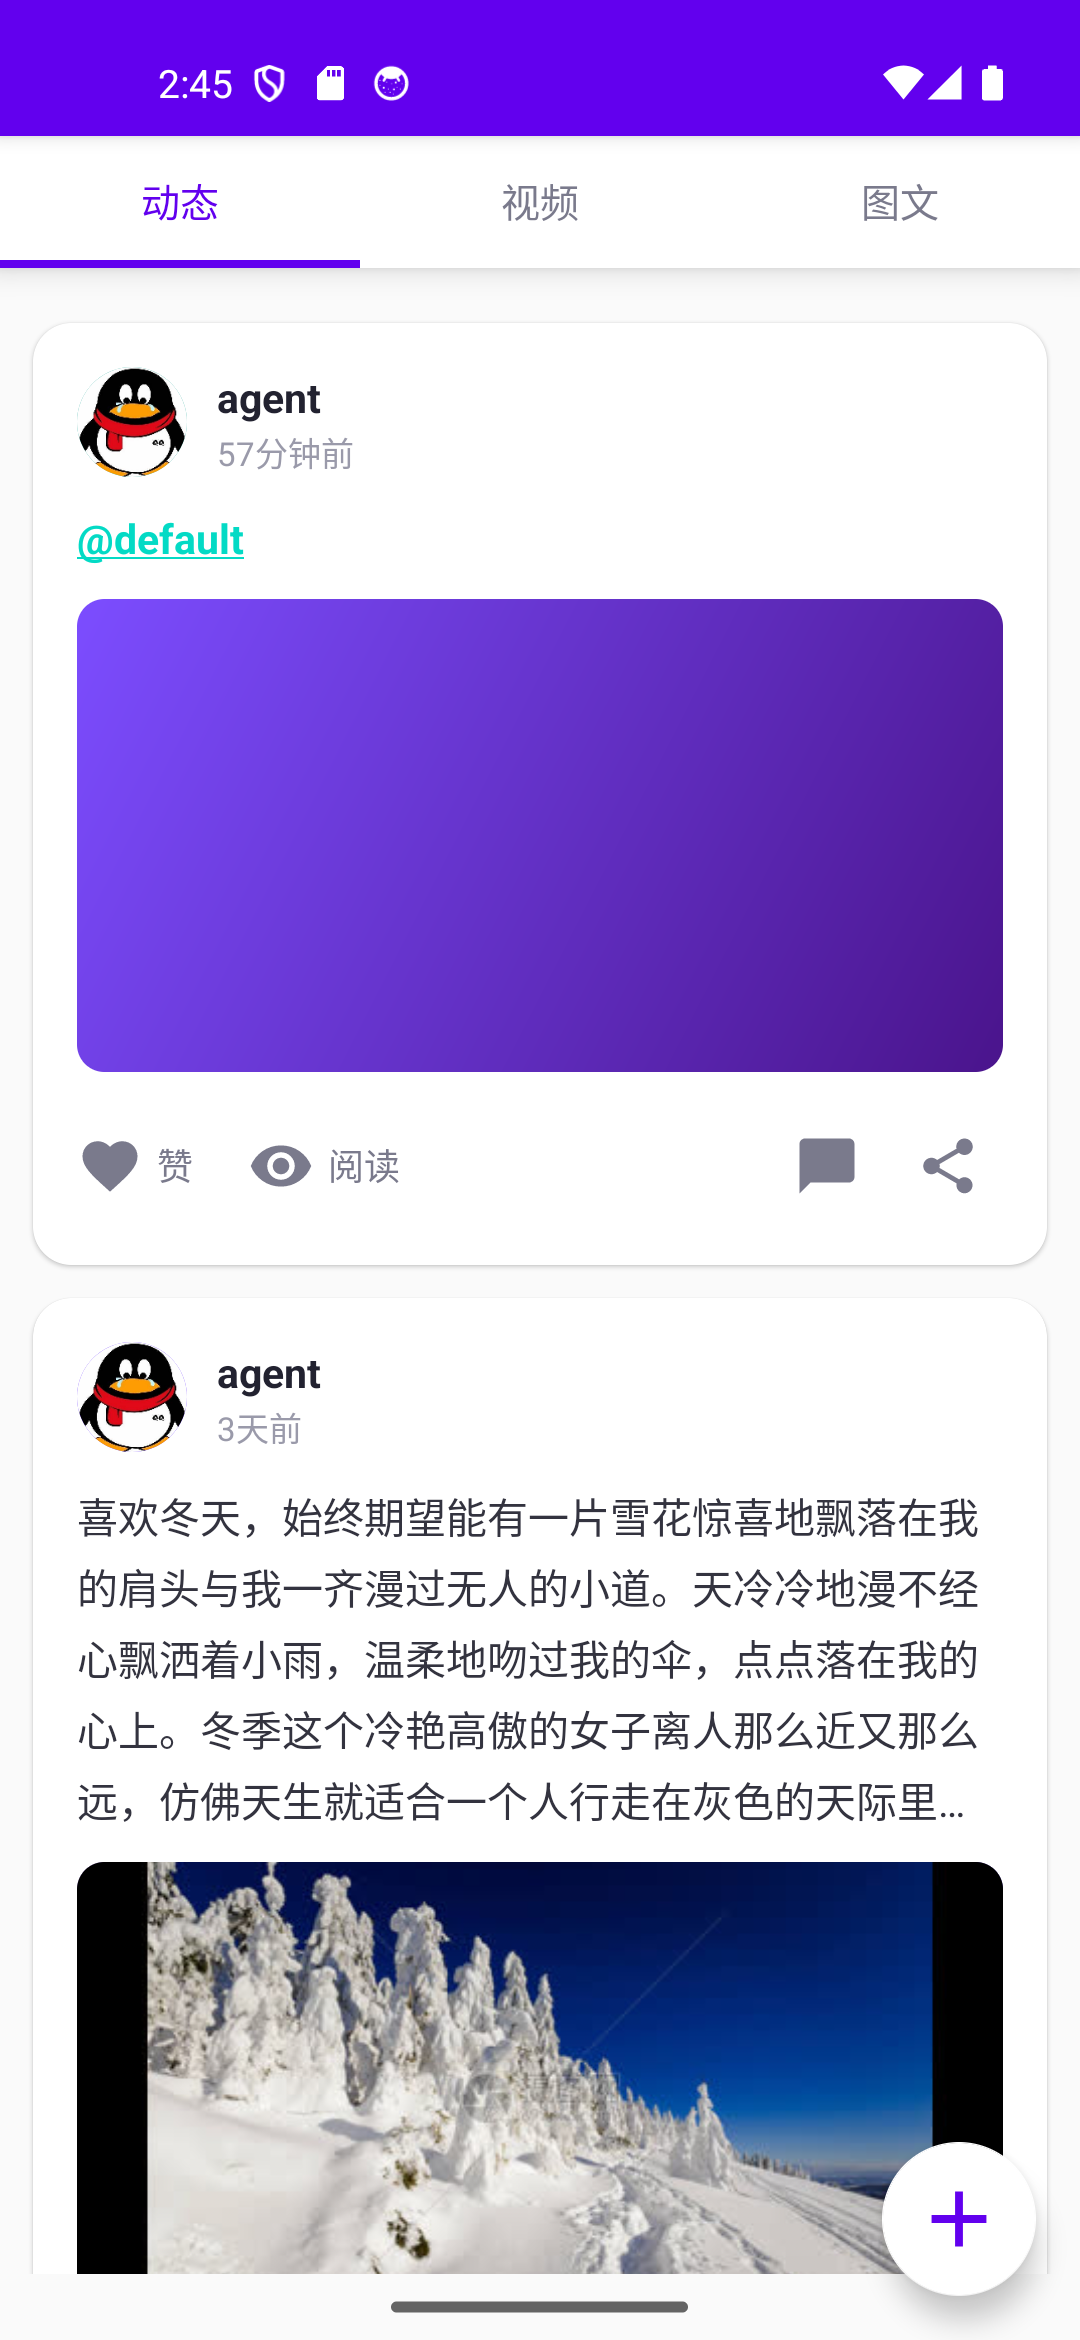 2:45
动态
视频
图文
agent
57分钟前
@default
赞
阅读
agent
3天前
喜欢冬天，始终期望能有一片雪花惊喜地飘落在我
的肩头与我一齐漫过无人的小道。天冷冷地漫不经
心飘洒着小雨，温柔地吻过我的伞，点点落在我的
心上。冬季这个冷艳高傲的女子离人那么近又那么
远，仿佛天生就适合一个人行走在灰色的天际里...